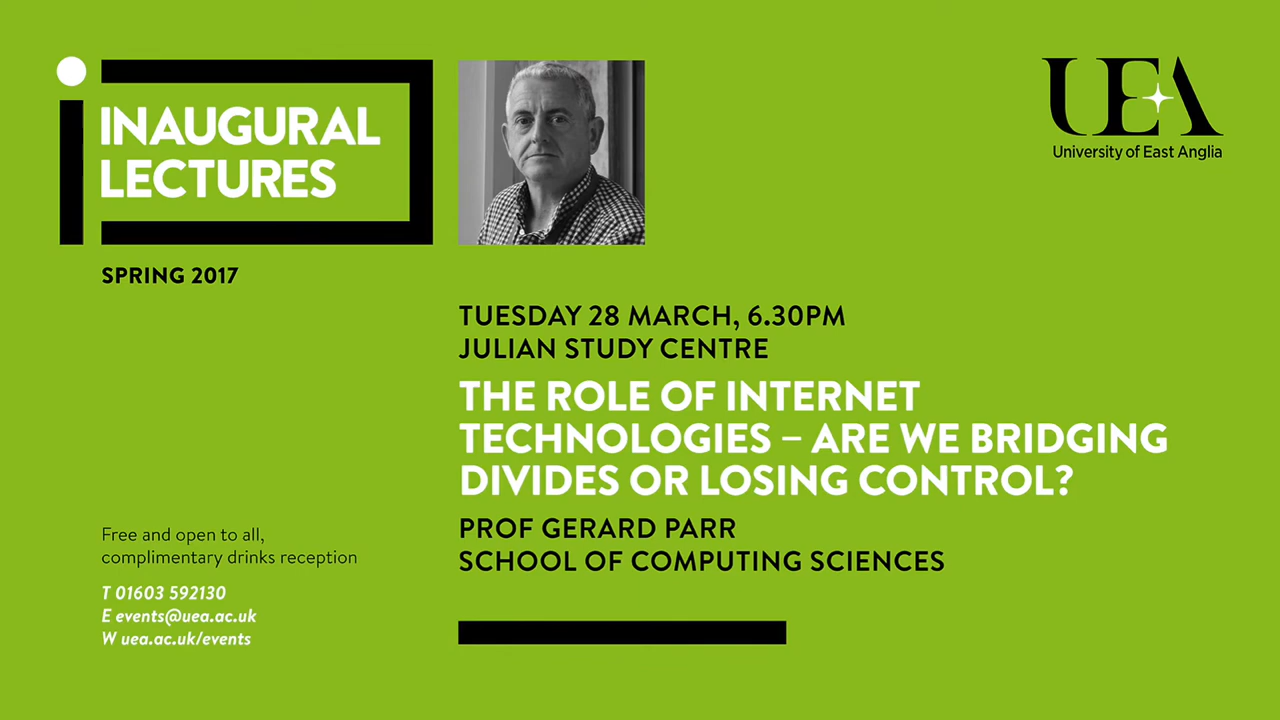 INAUGURAL
LECTURES
SPRING 2017
UEA
University of East Anglia
TUESDAY 28 MARCH, 6.30PM
JULIAN STUDY CENTRE
THE ROLE OF INTERNET
TECHNOLOGIES – ARE WE BRIDGING
DIVIDES OR LOSING CONTROL?
PROF GERARD PARR
SCHOOL OF COMPUTING SCIENCES
Free and open to all,
complimentary drinks reception
T 01603 592130
E events@uea.ac.uk
W uea.ac.uk/events